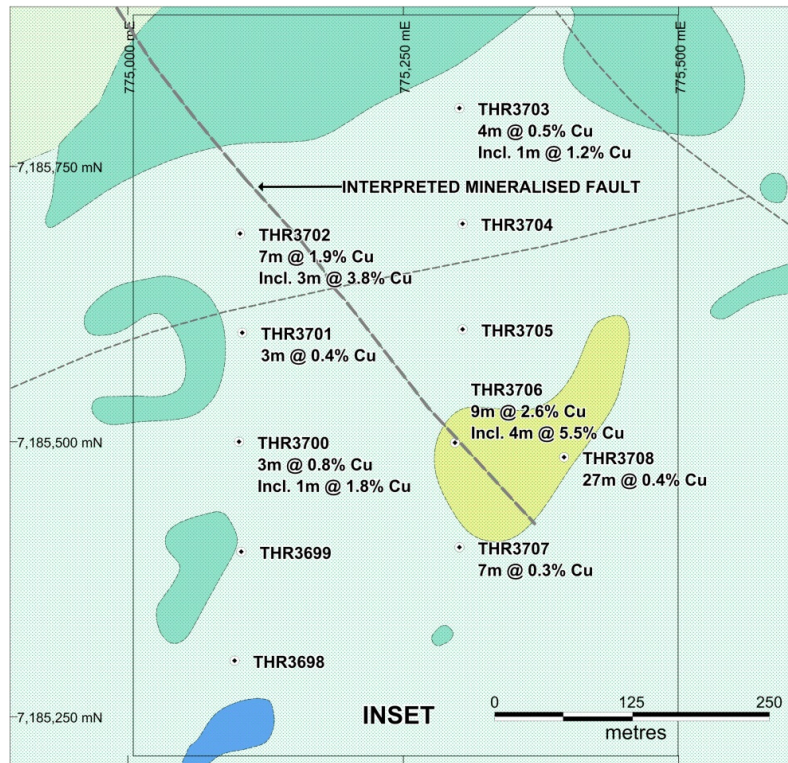 775,000 mE
775,250 mE
775,500 mE
THR3703
4m @ 0.5% Cu
Incl. 1m @ 1.2% Cu
7,185,750 mN
INTERPRETED MINERALISED FAULT
THR3702
7m @ 1.9% Cu
Incl. 3m @ 3.8% Cu
THR3704
THR3701
3m @ 0.4% Cu
THR3705
THR3706
9m @ 2.6% Cu
Incl. 4m @ 5.5% Cu
7,185,500 mN
THR3700
3m @ 0.8% Cu
Incl. 1m @ 1.8% Cu
THR3708
27m @ 0.4% Cu
THR3699
THR3707
7m @ 0.3% Cu
THR3698
7,185,250 mN
INSET
0 125 250
metres